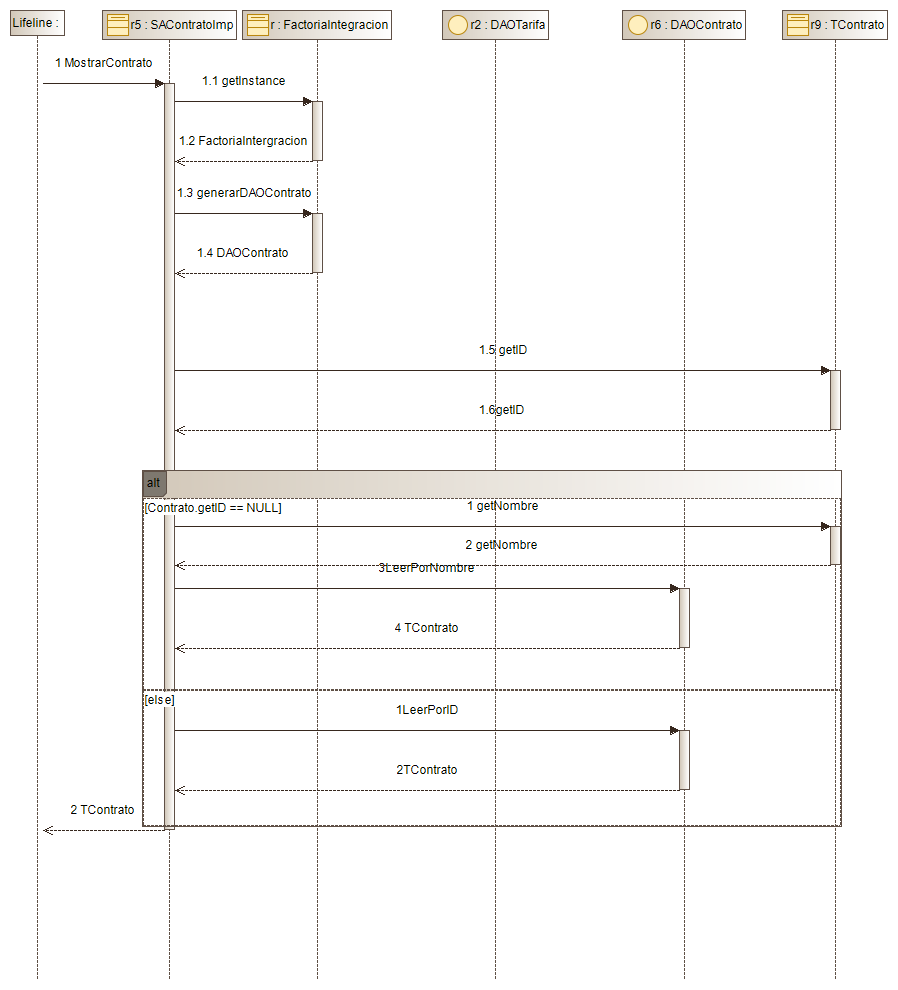 Lifeline :
r5 : SAContratoImp
r : FactoriaIntegracion
r2 : DAOTarifa
r6 : DAOContrato
r9 : TContrato
1 MostrarContrato
1.1 getInstance
1.2 FactoriaIntergracion
1.3 generarDAOContrato
1.4 DAOContrato
1.5 getID
1.6getID
alt
[Contrato.getID == NULL]
1 getNombre
2 getNombre
3LeerPorNombre
4 TContrato
[else]
1LeerPorID
2TContrato
2 TContrato